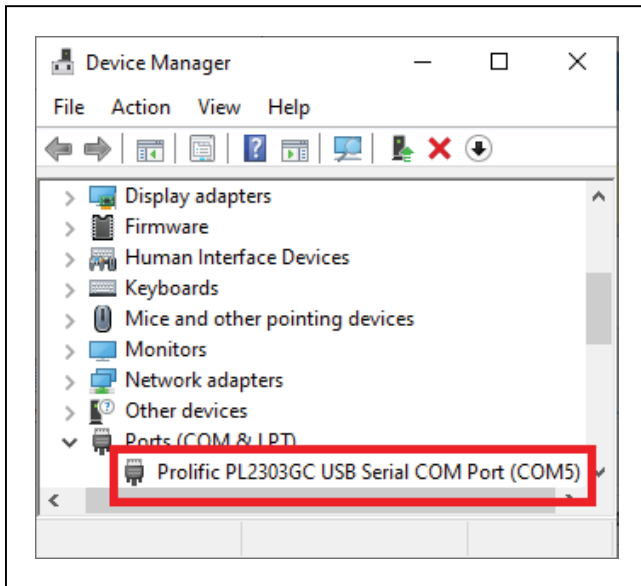 Device Manager
File Action View Help
Display adapters
Firmware
Human Interface Devices
Keyboards
Mice and other pointing devices
Monitors
Network adapters
Other devices
Ports (COM & LPT)
Prolific PL2303GC USB Serial COM Port (COM5)